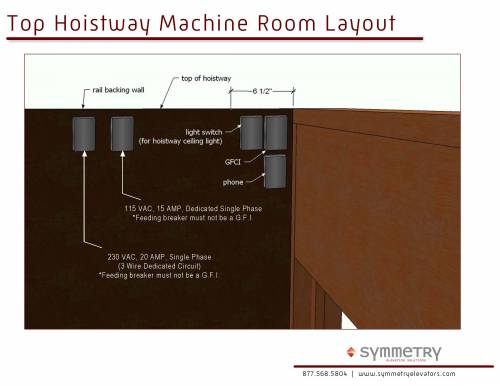 Top Hoistway Machine Room Layout
top of hoistway
rail backing wall
6 1/2"
light switch
(for hoistway ceiling light)
GFCI
phone
115 VAC, 15 AMP, Dedicated Single Phase
*Feeding breaker must not be a G.F.I.
230 VAC, 20 AMP, Single Phase
(3 Wire Dedicated Circuit)
*Feeding breaker must not be a G.F.I.
SYMMETRY
ELEVATING SOLUTIONS
877.568.5804 | www.symmetryelevators.com